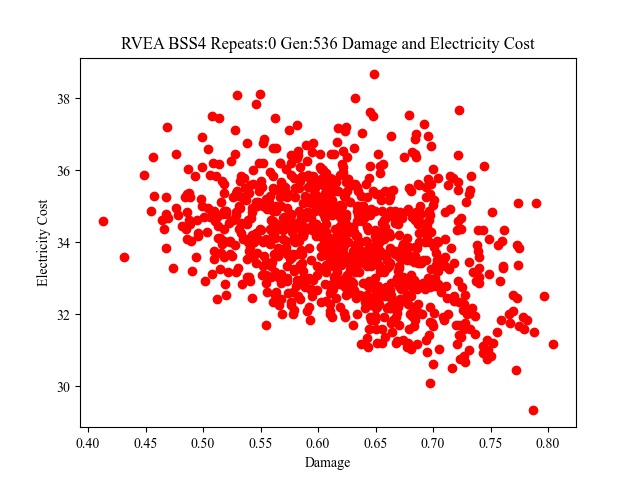 RVEA BSS4 Repeats:0 Gen:536 Damage and Electricity Cost
38
36
34
32
30
Electricity Cost
0.40 0.45 0.50 0.55 0.60 0.65 0.70 0.75 0.80
Damage